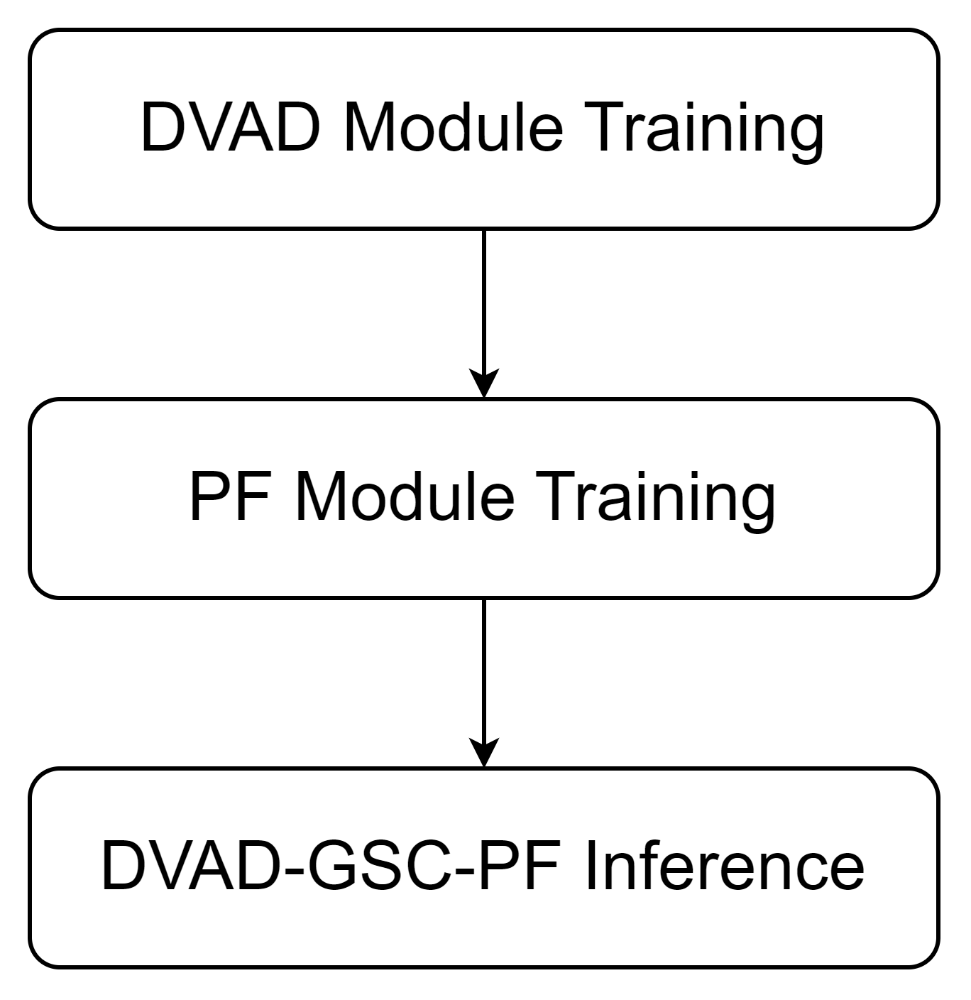 DVAD Module Training
PF Module Training
DVAD-GSC-PF Inference